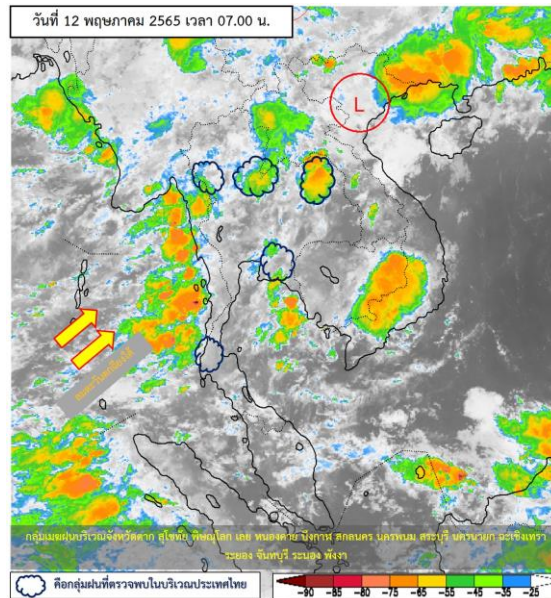 วันที่ 12 พฤษภาคม 2565 เวลา 07.00 น.
L
กลุ่มเมฆฝนบริเวณจังหวัดตาก สุโขทัย พิษณุโลก เลย หนองคาย บึงกาฬ สกลนคร นครพนม สระบุรี นครนายก ฉะเชิงเทรา
ระยอง จันทบุรี ระนอง พังงา
คือกลุ่มฝนที่ตรวจพบในบริเวณประเทศไทย
-90 -85 -75 -65 -55 -45 -35 -25